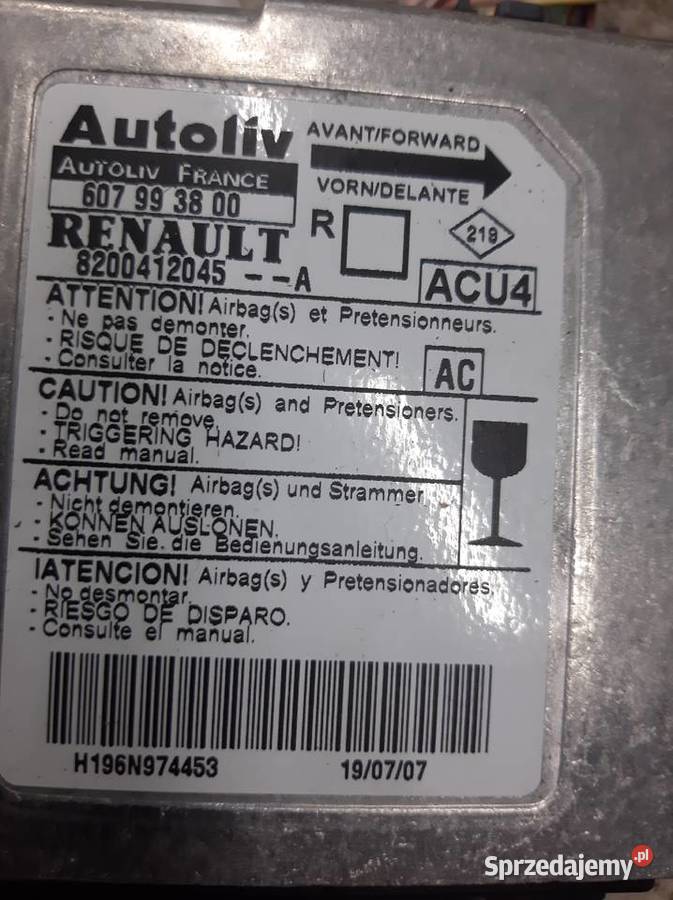 Autoliv
AUTOLIV FRANCE
607 99 38 00
AVANT/FORWARD
VORN/DELANTE
RENAULT
8200412045 --A
R
218
ACU4
ATTENTION! Airbag(s) et Pretensionneurs.
- Ne pas demonter.
- RISQUE DE DECLENCHEMENT!
- Consulter la notice.
AC
CAUTION! Airbag(s) and Pretensioners.
- Do not remove.
- TRIGGERING HAZARD!
- Read manual.
ACHTUNG! Airbag(s) und Strammer
- Nicht demontieren.
- KONNEN AUSLONEN.
- Sehen Sie die Bedienungsanleitung.
!ATENCION! Airbag(s) y Pretensionadores.
- No desmontar.
- RIESGO DE DISPARO.
- Consulte el manual.
H196N974453 19/07/07
Sprzedajemy.pl